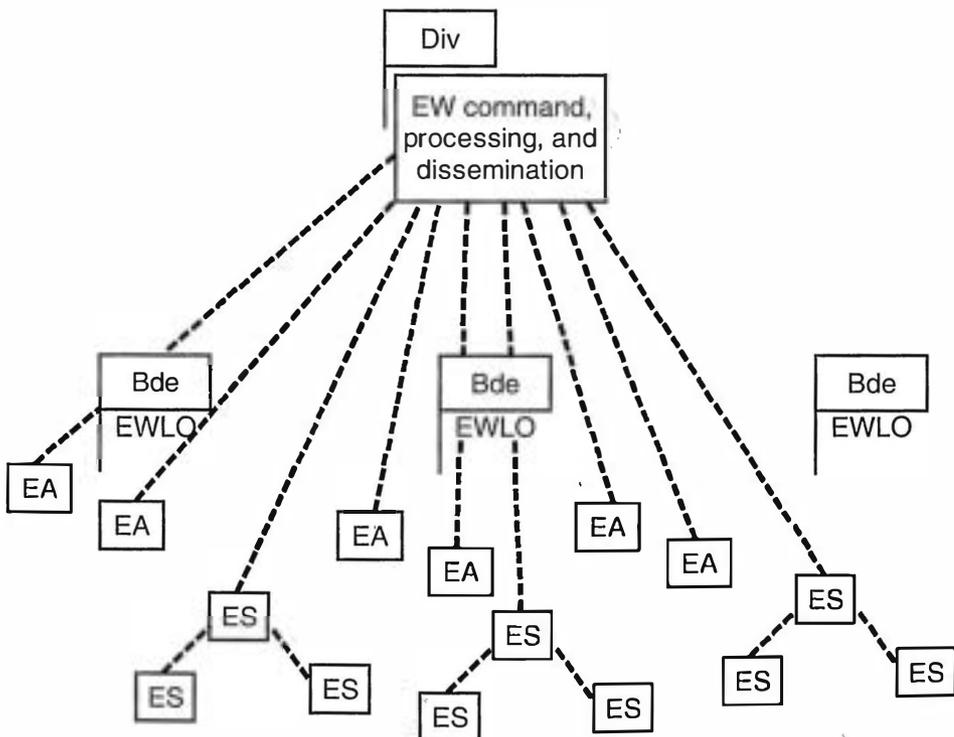 Div
EW command,
processing, and
dissemination
Bde
EWLO
Bde
EWLO
Bde
EWLO
EA
EA
EA
EA
EA
EA
ES
ES
ES
ES
ES
ES
ES
ES
ES